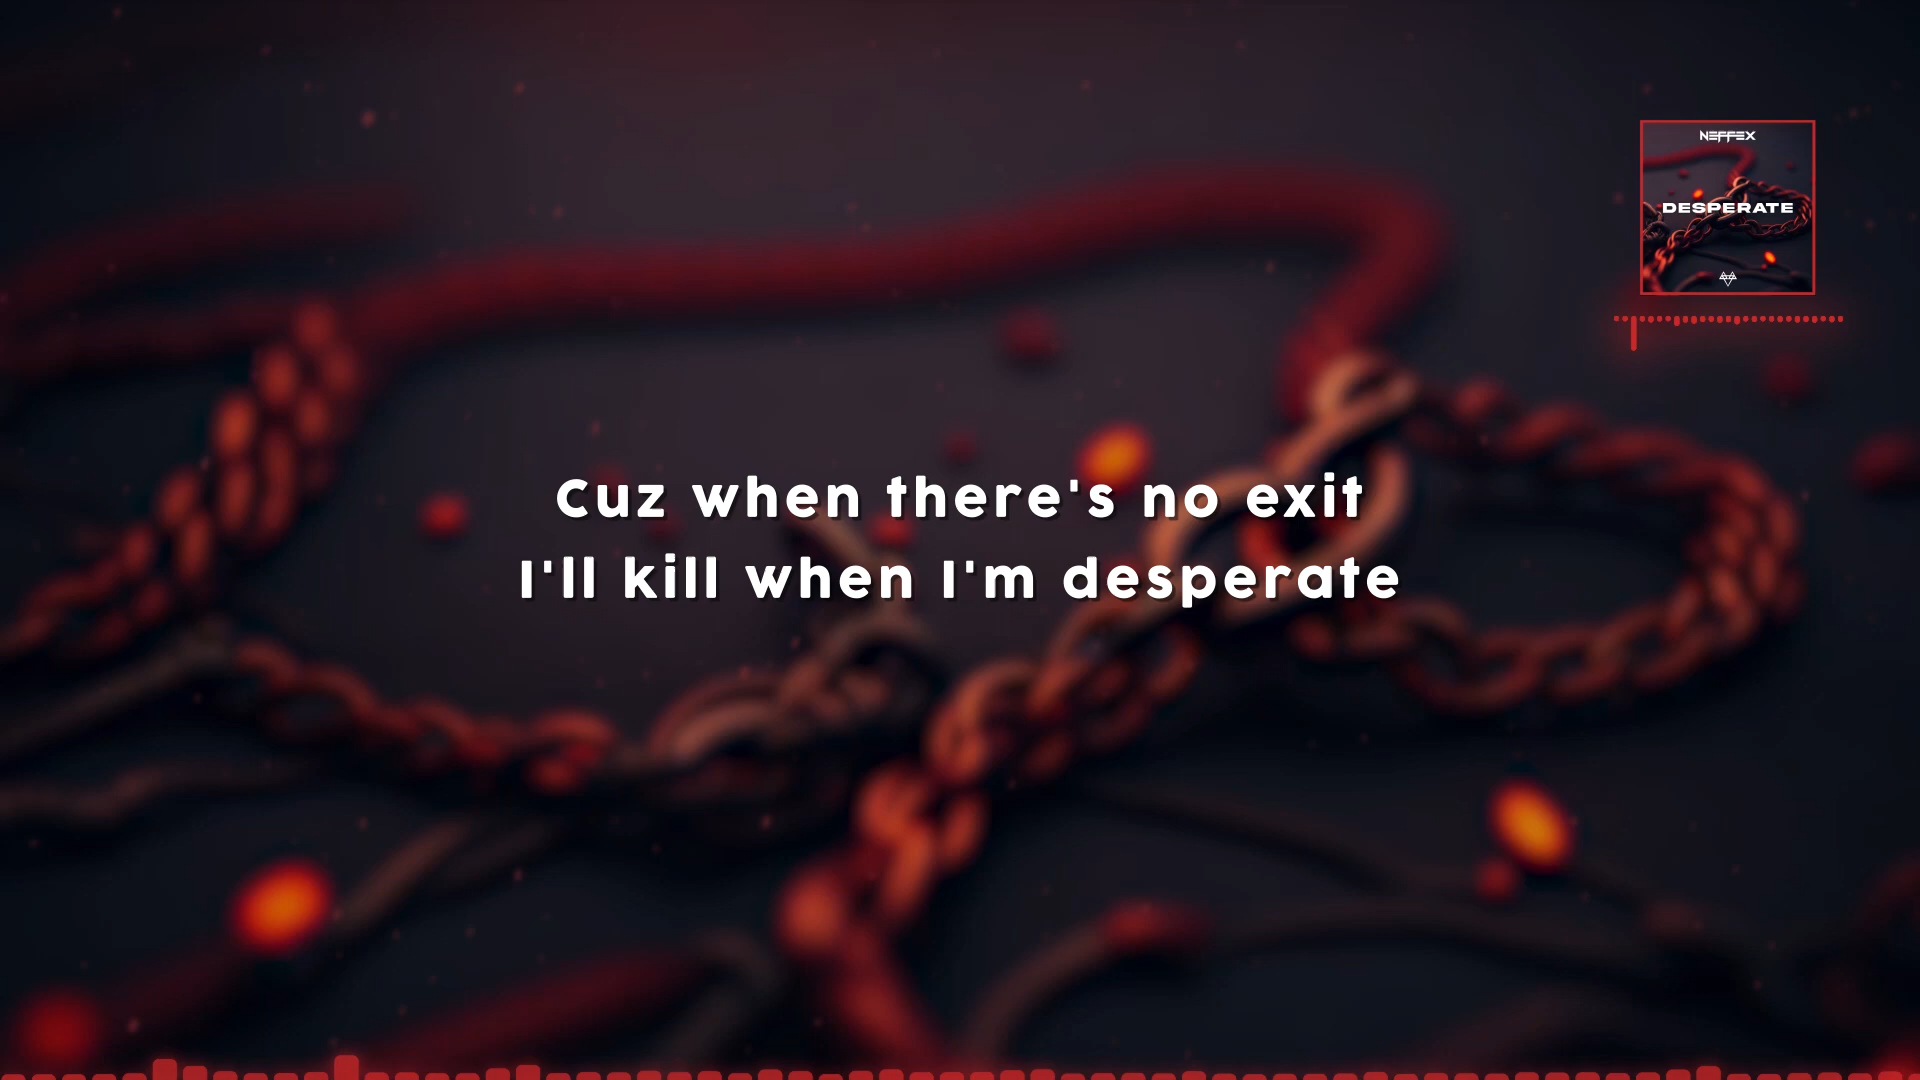 NEFFEX
DESPERATE
Cuz when there's no exit
I'll kill when I'm desperate